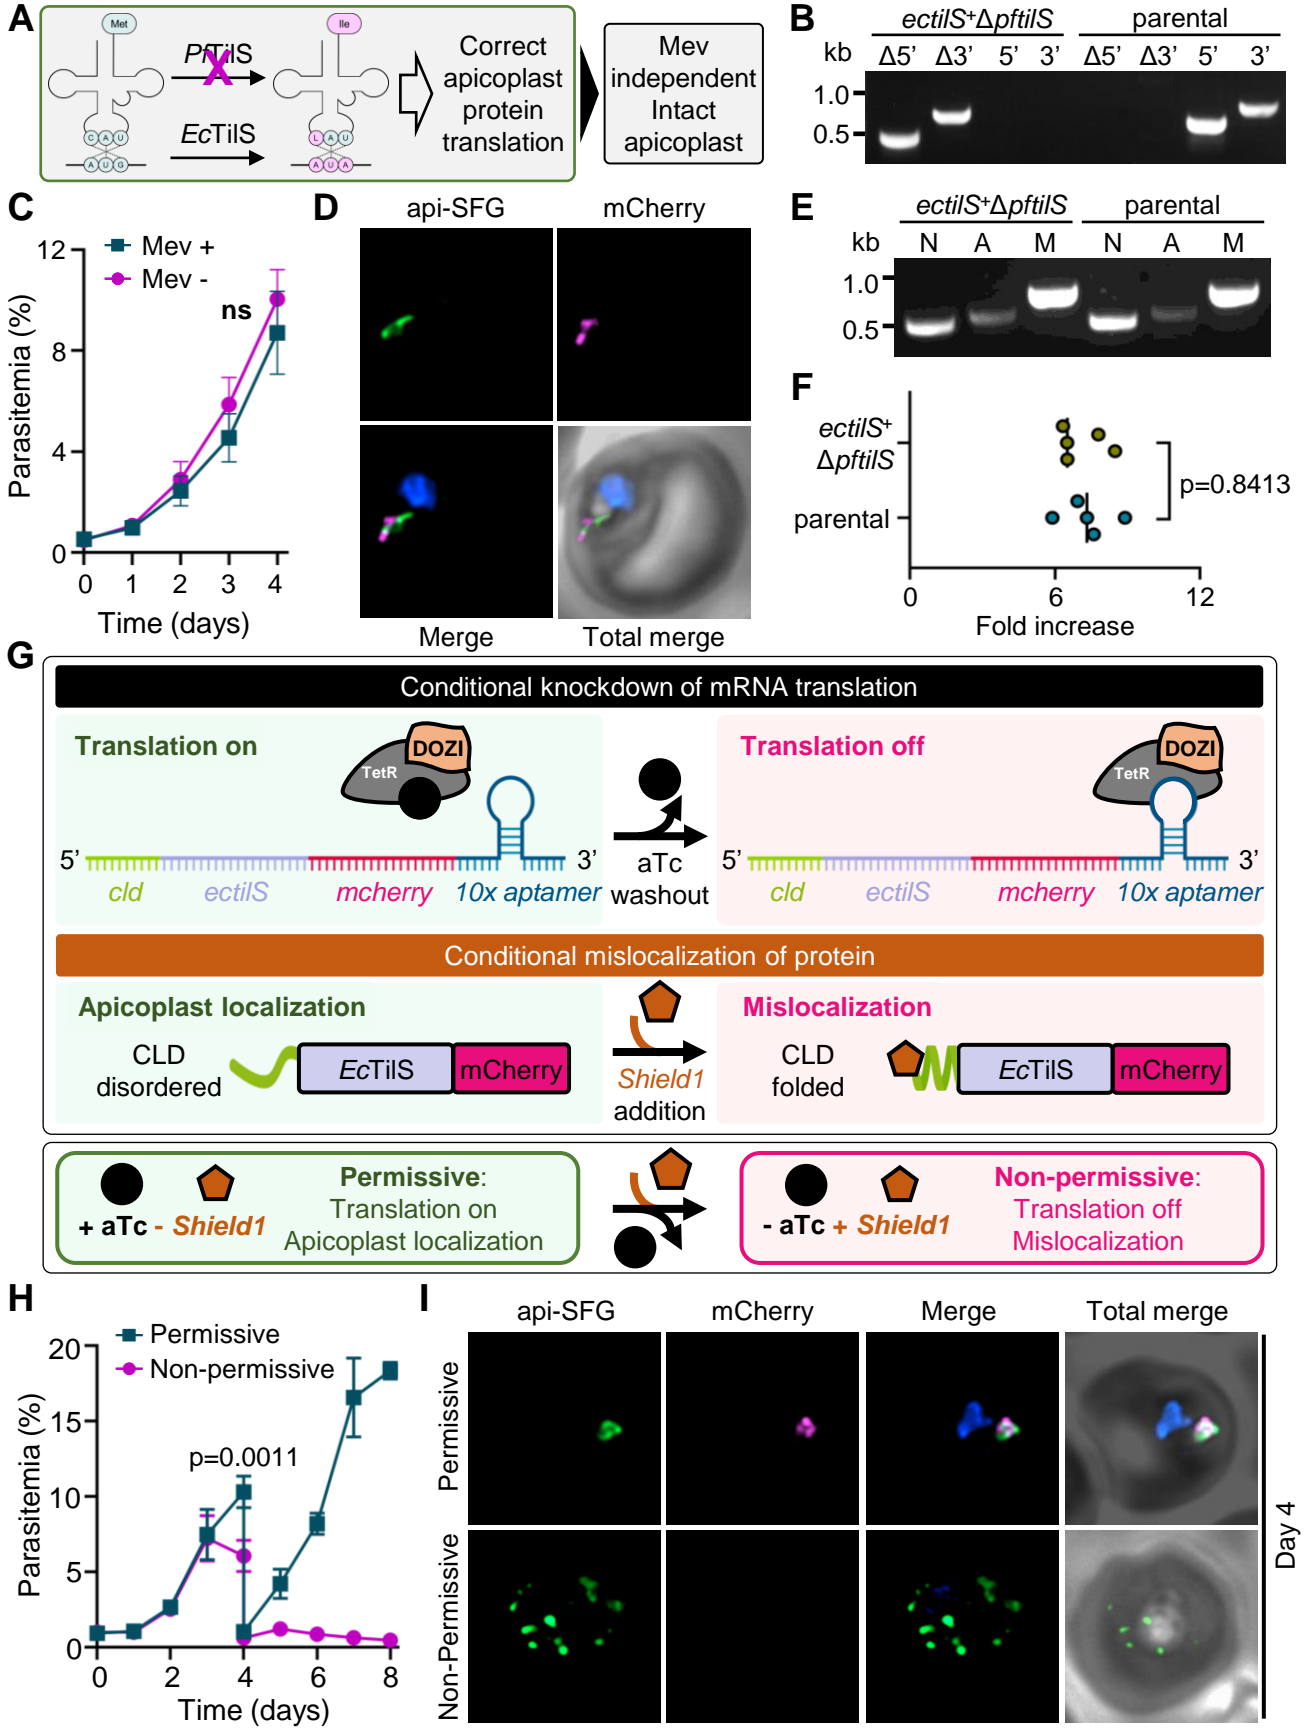 A
Met
Ile
PfTilS
X
EcTilS
C A U
A U G
L A U
A U A
Correct
apicoplast
protein
translation
Mev
independent
Intact
apicoplast
B
ectilS⁺ΔpftilS
parental
kb
Δ5’ Δ3’ 5’ 3’ Δ5’ Δ3’ 5’ 3’
1.0
0.5
C
Mev +
Mev -
ns
Parasitemia (%)
12
8
4
0
0 1 2 3 4
Time (days)
D
api-SFG
mCherry
Merge
Total merge
E
ectilS⁺ΔpftilS
parental
kb
N A M N A M
1.0
0.5
F
ectilS⁺
ΔpftilS
parental
p=0.8413
0 6 12
Fold increase
G
Conditional knockdown of mRNA translation
Translation on
DOZI
TetR
5’
3’
cld
ectilS
mcherry
10x aptamer
aTc
washout
Translation off
DOZI
TetR
5’
3’
cld
ectilS
mcherry
10x aptamer
Conditional mislocalization of protein
Apicoplast localization
CLD
disordered
EcTilS
mCherry
Shield1
addition
Mislocalization
CLD
folded
EcTilS
mCherry
+ aTc - Shield1
Permissive:
Translation on
Apicoplast localization
- aTc + Shield1
Non-permissive:
Translation off
Mislocalization
H
Permissive
Non-permissive
p=0.0011
Parasitemia (%)
20
15
10
5
0
0 2 4 6 8
Time (days)
I
api-SFG
mCherry
Merge
Total merge
Permissive
Non-Permissive
Day 4